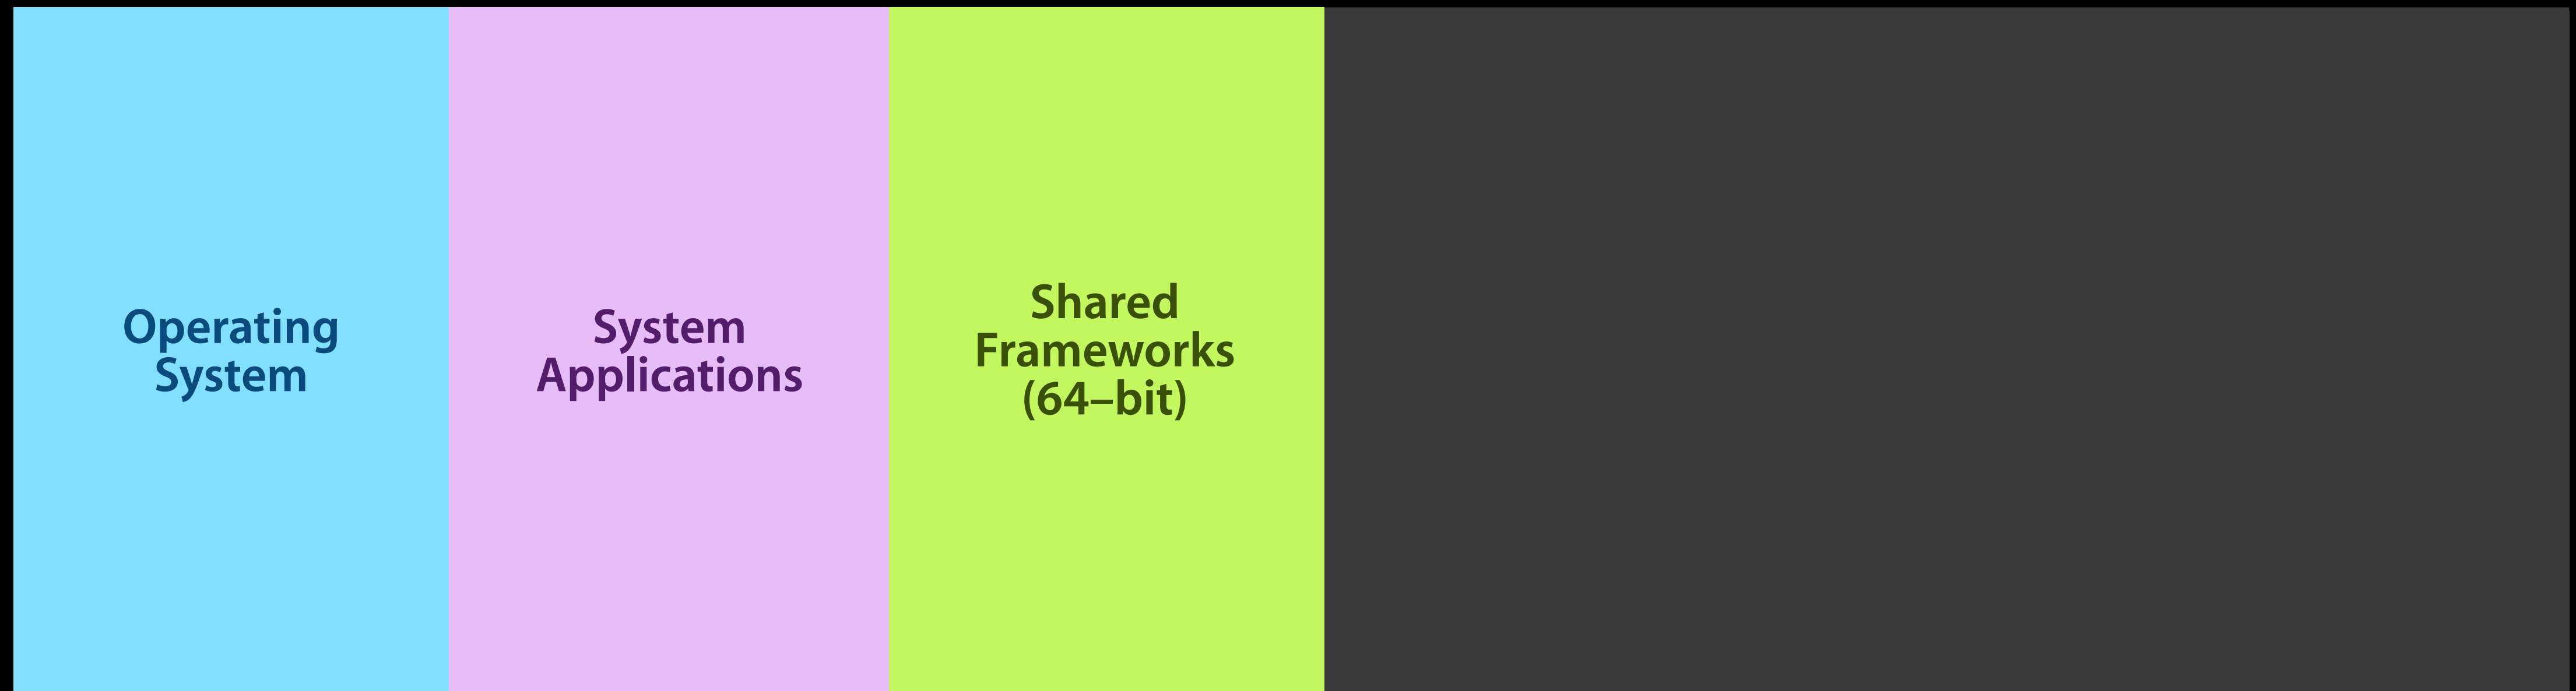 Operating
System
System
Applications
Shared
Frameworks
(64–bit)